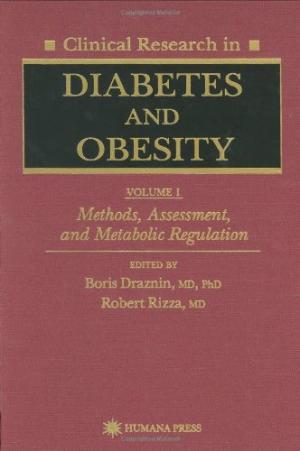 Clinical Research in
DIABETES
AND
OBESITY
VOLUME I
Methods, Assessment,
and Metabolic Regulation
EDITED BY
Boris Draznin, MD, PhD
Robert Rizza, MD
HUMANA PRESS